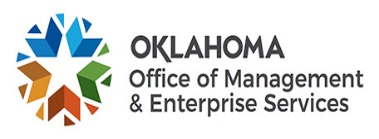 OKLAHOMA
Office of Management
& Enterprise Services